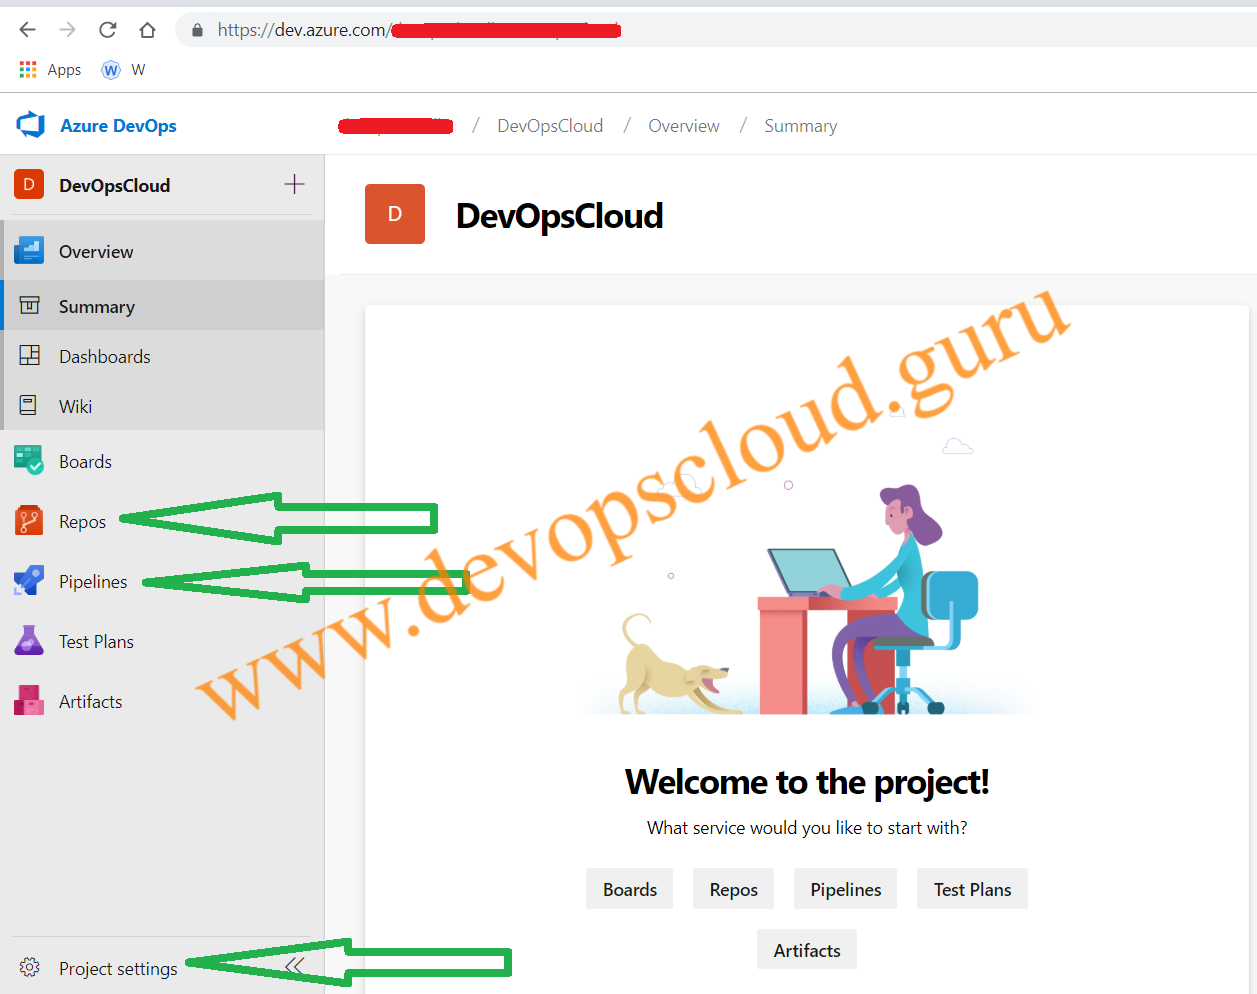 https://dev.azure.com/
Apps W W
Azure DevOps
/ DevOpsCloud / Overview / Summary
D DevOpsCloud
Overview
Summary
Dashboards
Wiki
Boards
Repos
Pipelines
Test Plans
Artifacts
Project settings
D DevOpsCloud
www.devopscloud.guru
Welcome to the project!
What service would you like to start with?
Boards Repos Pipelines Test Plans
Artifacts